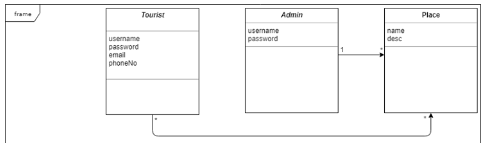 frame
Tourist
username
password
email
phoneNo
Admin
username
password
Place
name
desc
1
*
*
*